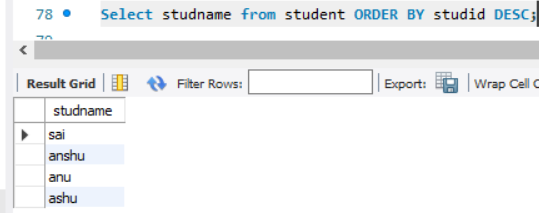 78 Select studname from student ORDER BY studid DESC;
Result Grid Filter Rows: Export: Wrap Cell C
studname
sai
anshu
anu
ashu